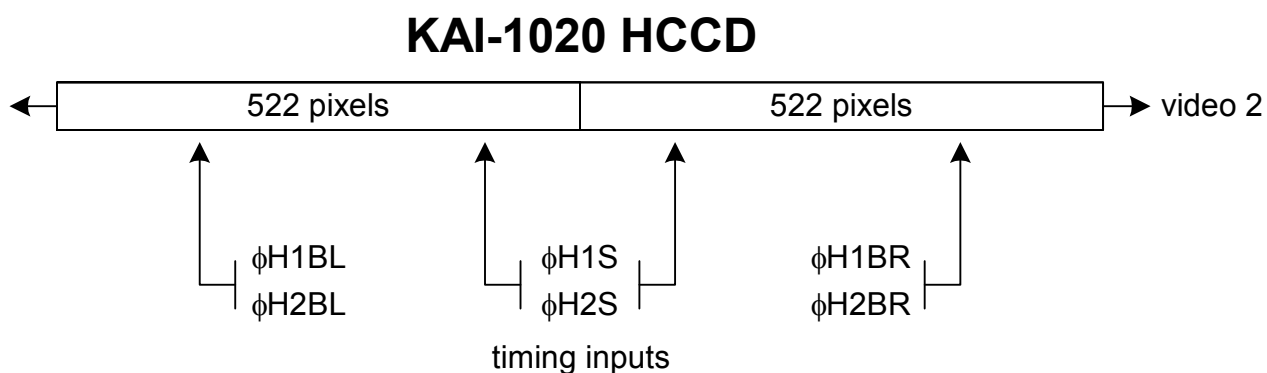 KAI-1020 HCCD
522 pixels 522 pixels video 2
ϕH1BL ϕH1S ϕH1BR
ϕH2BL ϕH2S ϕH2BR
timing inputs